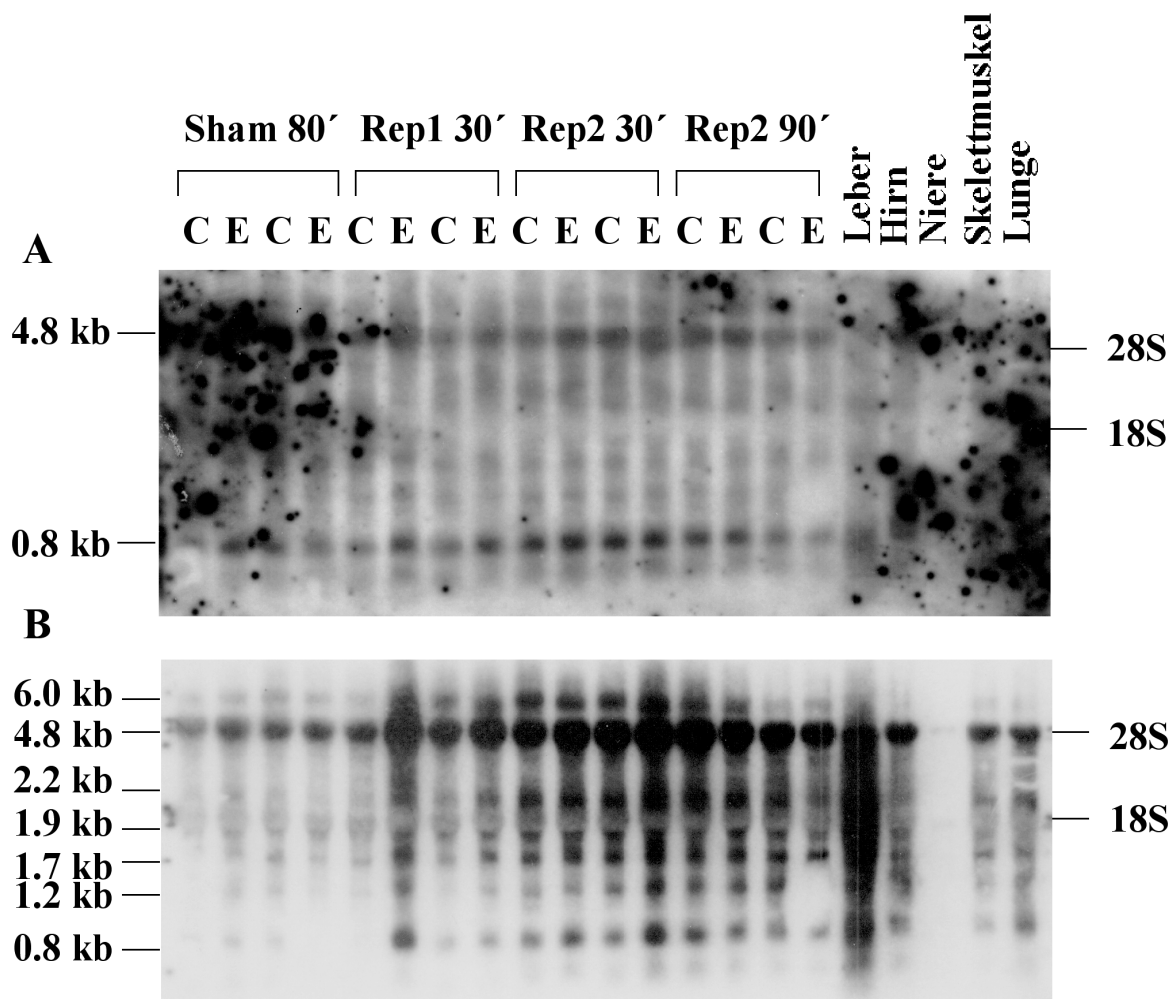 Sham 80´ Rep1 30´ Rep2 30´ Rep2 90´
C E C E C E C E C E C E C E C E
Leber
Hirn
Niere
Skelettmuskel
Lunge
A
4.8 kb
0.8 kb
28S
18S
B
6.0 kb
4.8 kb
2.2 kb
1.9 kb
1.7 kb
1.2 kb
0.8 kb
28S
18S